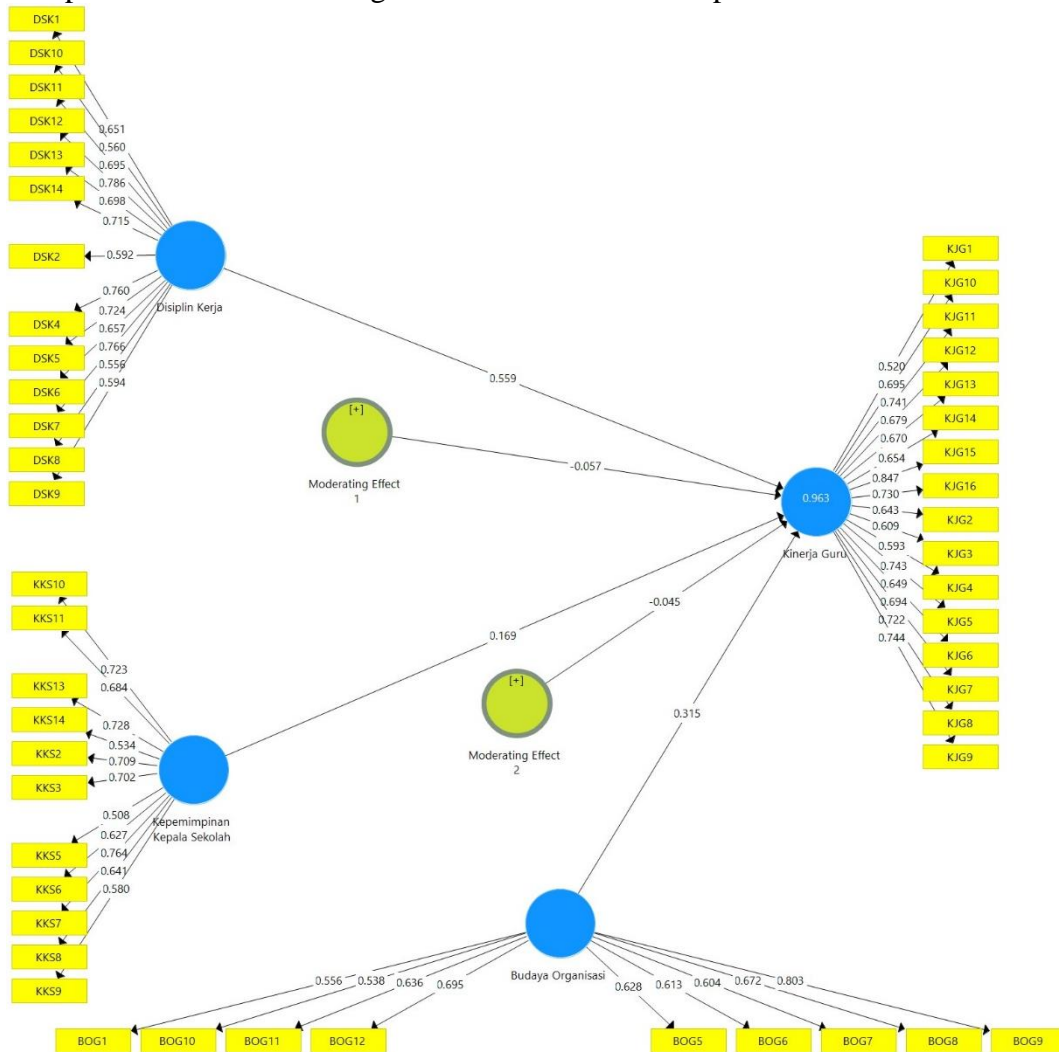 DSK1
DSK10
DSK11
DSK12
DSK13
DSK14
DSK2
DSK4
DSK5
DSK6
DSK7
DSK8
DSK9
0.651
0.560
0.695
0.786
0.698
0.715
0.592
0.760
0.724
0.657
0.766
0.556
0.594
Disiplin Kerja
0.559
[+]
Moderating Effect
1
-0.057
KKS10
KKS11
KKS13
KKS14
KKS2
KKS3
KKS5
KKS6
KKS7
KKS8
KKS9
0.723
0.684
0.728
0.534
0.709
0.702
0.508
0.627
0.764
0.641
0.580
Kepemimpinan
Kepala Sekolah
0.169
[+]
Moderating Effect
2
-0.045
0.315
0.963
Kinerja Guru
0.520
0.695
0.741
0.679
0.670
0.654
0.847
0.730
0.643
0.609
0.593
0.743
0.649
0.694
0.722
0.744
KJG1
KJG10
KJG11
KJG12
KJG13
KJG14
KJG15
KJG16
KJG2
KJG3
KJG4
KJG5
KJG6
KJG7
KJG8
KJG9
Budaya Organisasi
0.556
0.538
0.636
0.695
0.628
0.613
0.604
0.672
0.803
BOG1
BOG10
BOG11
BOG12
BOG5
BOG6
BOG7
BOG8
BOG9